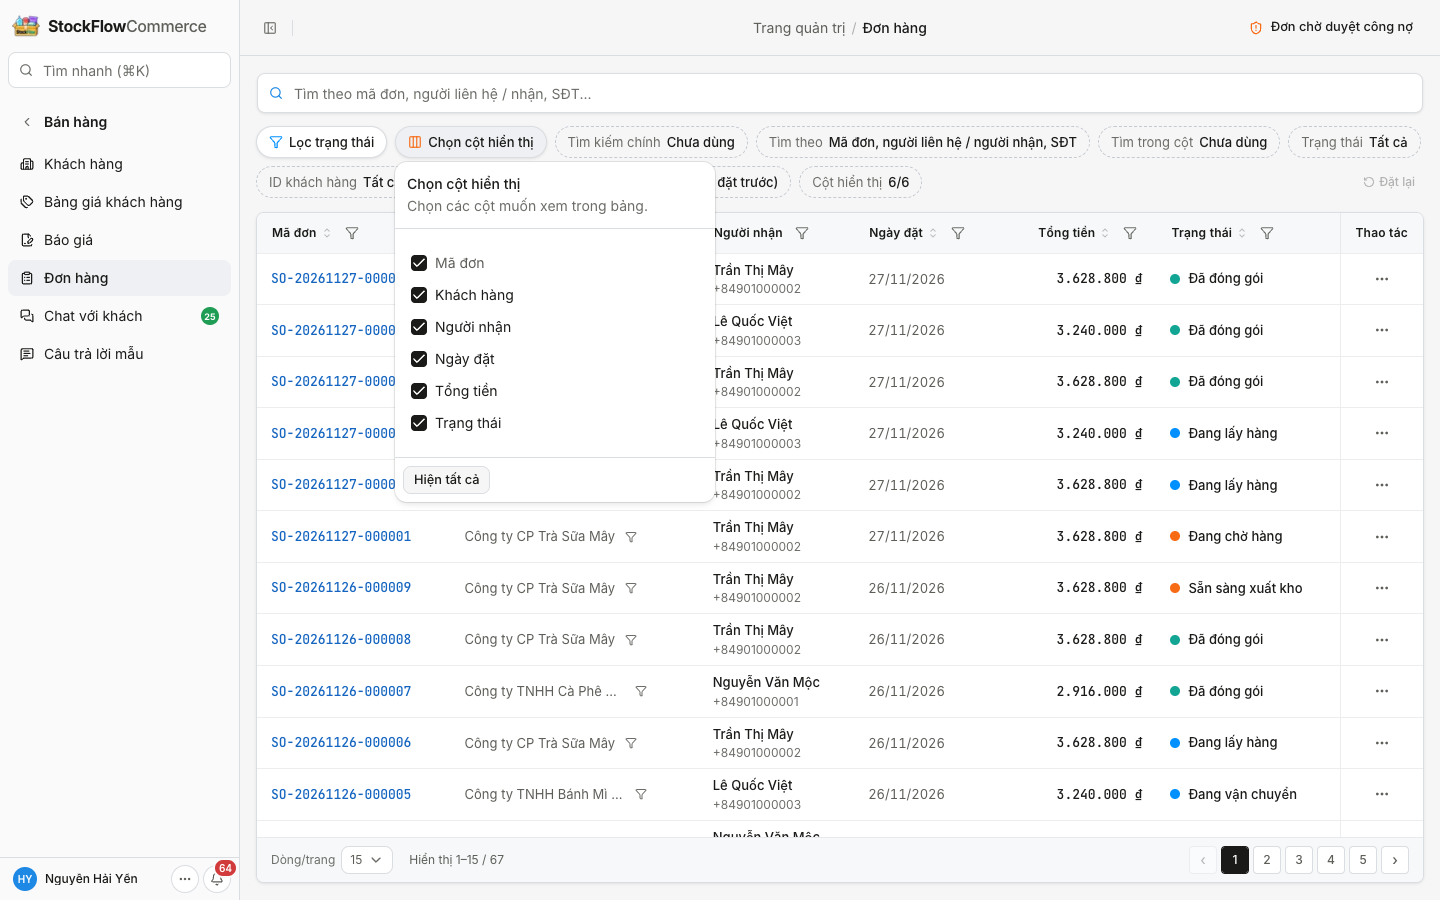 StockFlowCommerce
Tìm nhanh (⌘K)
Bán hàng
Khách hàng
Bảng giá khách hàng
Báo giá
Đơn hàng
Chat với khách 25
Câu trả lời mẫu
HY Nguyên Hải Yên 64
Trang quản trị / Đơn hàng
Đơn chờ duyệt công nợ
Tìm theo mã đơn, người liên hệ / nhận, SĐT...
Lọc trạng thái Chọn cột hiển thị Tìm kiếm chính Chưa dùng Tìm theo Mã đơn, người liên hệ / người nhận, SĐT Tìm trong cột Chưa dùng Trạng thái Tất cả
ID khách hàng Tất c đặt trước) Cột hiển thị 6/6 Đặt lại
Chọn cột hiển thị
Chọn các cột muốn xem trong bảng.
Mã đơn
Khách hàng
Người nhận
Ngày đặt
Tổng tiền
Trạng thái
Hiện tất cả
Mã đơn Người nhận Ngày đặt Tổng tiền Trạng thái Thao tác
SO-20261127-0000 Trần Thị Mây +84901000002 27/11/2026 3.628.800 ₫ Đã đóng gói
SO-20261127-0000 Lê Quốc Việt +84901000003 27/11/2026 3.240.000 ₫ Đã đóng gói
SO-20261127-0000 Trần Thị Mây +84901000002 27/11/2026 3.628.800 ₫ Đã đóng gói
SO-20261127-0000 Lê Quốc Việt +84901000003 27/11/2026 3.240.000 ₫ Đang lấy hàng
SO-20261127-0000 Trần Thị Mây +84901000002 27/11/2026 3.628.800 ₫ Đang lấy hàng
SO-20261127-000001 Công ty CP Trà Sữa Mây Trần Thị Mây +84901000002 27/11/2026 3.628.800 ₫ Đang chờ hàng
SO-20261126-000009 Công ty CP Trà Sữa Mây Trần Thị Mây +84901000002 26/11/2026 3.628.800 ₫ Sẵn sàng xuất kho
SO-20261126-000008 Công ty CP Trà Sữa Mây Trần Thị Mây +84901000002 26/11/2026 3.628.800 ₫ Đã đóng gói
SO-20261126-000007 Công ty TNHH Cà Phê ... Nguyễn Văn Mộc +84901000001 26/11/2026 2.916.000 ₫ Đã đóng gói
SO-20261126-000006 Công ty CP Trà Sữa Mây Trần Thị Mây +84901000002 26/11/2026 3.628.800 ₫ Đang lấy hàng
SO-20261126-000005 Công ty TNHH Bánh Mì ... Lê Quốc Việt +84901000003 26/11/2026 3.240.000 ₫ Đang vận chuyển
Nguyễn Văn Mộc
Dòng/trang 15 Hiển thị 1–15 / 67 ‹ 1 2 3 4 5 ›